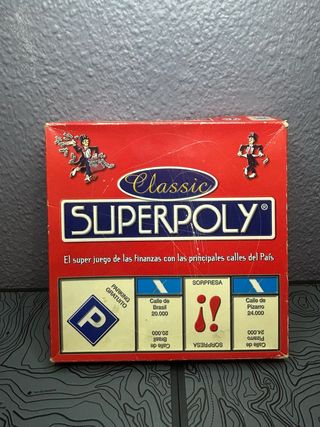 Classic
SUPERPOLY®
El super juego de las finanzas con las principales calles del País
PARKING
GRATUITO
P
Calle de
Brasil
20.000
Calle de
Brasil
20.000
SORPRESA
¡!
SORPRESA
Calle de
Pizarro
24.000
Calle de
Pizarro
24.000